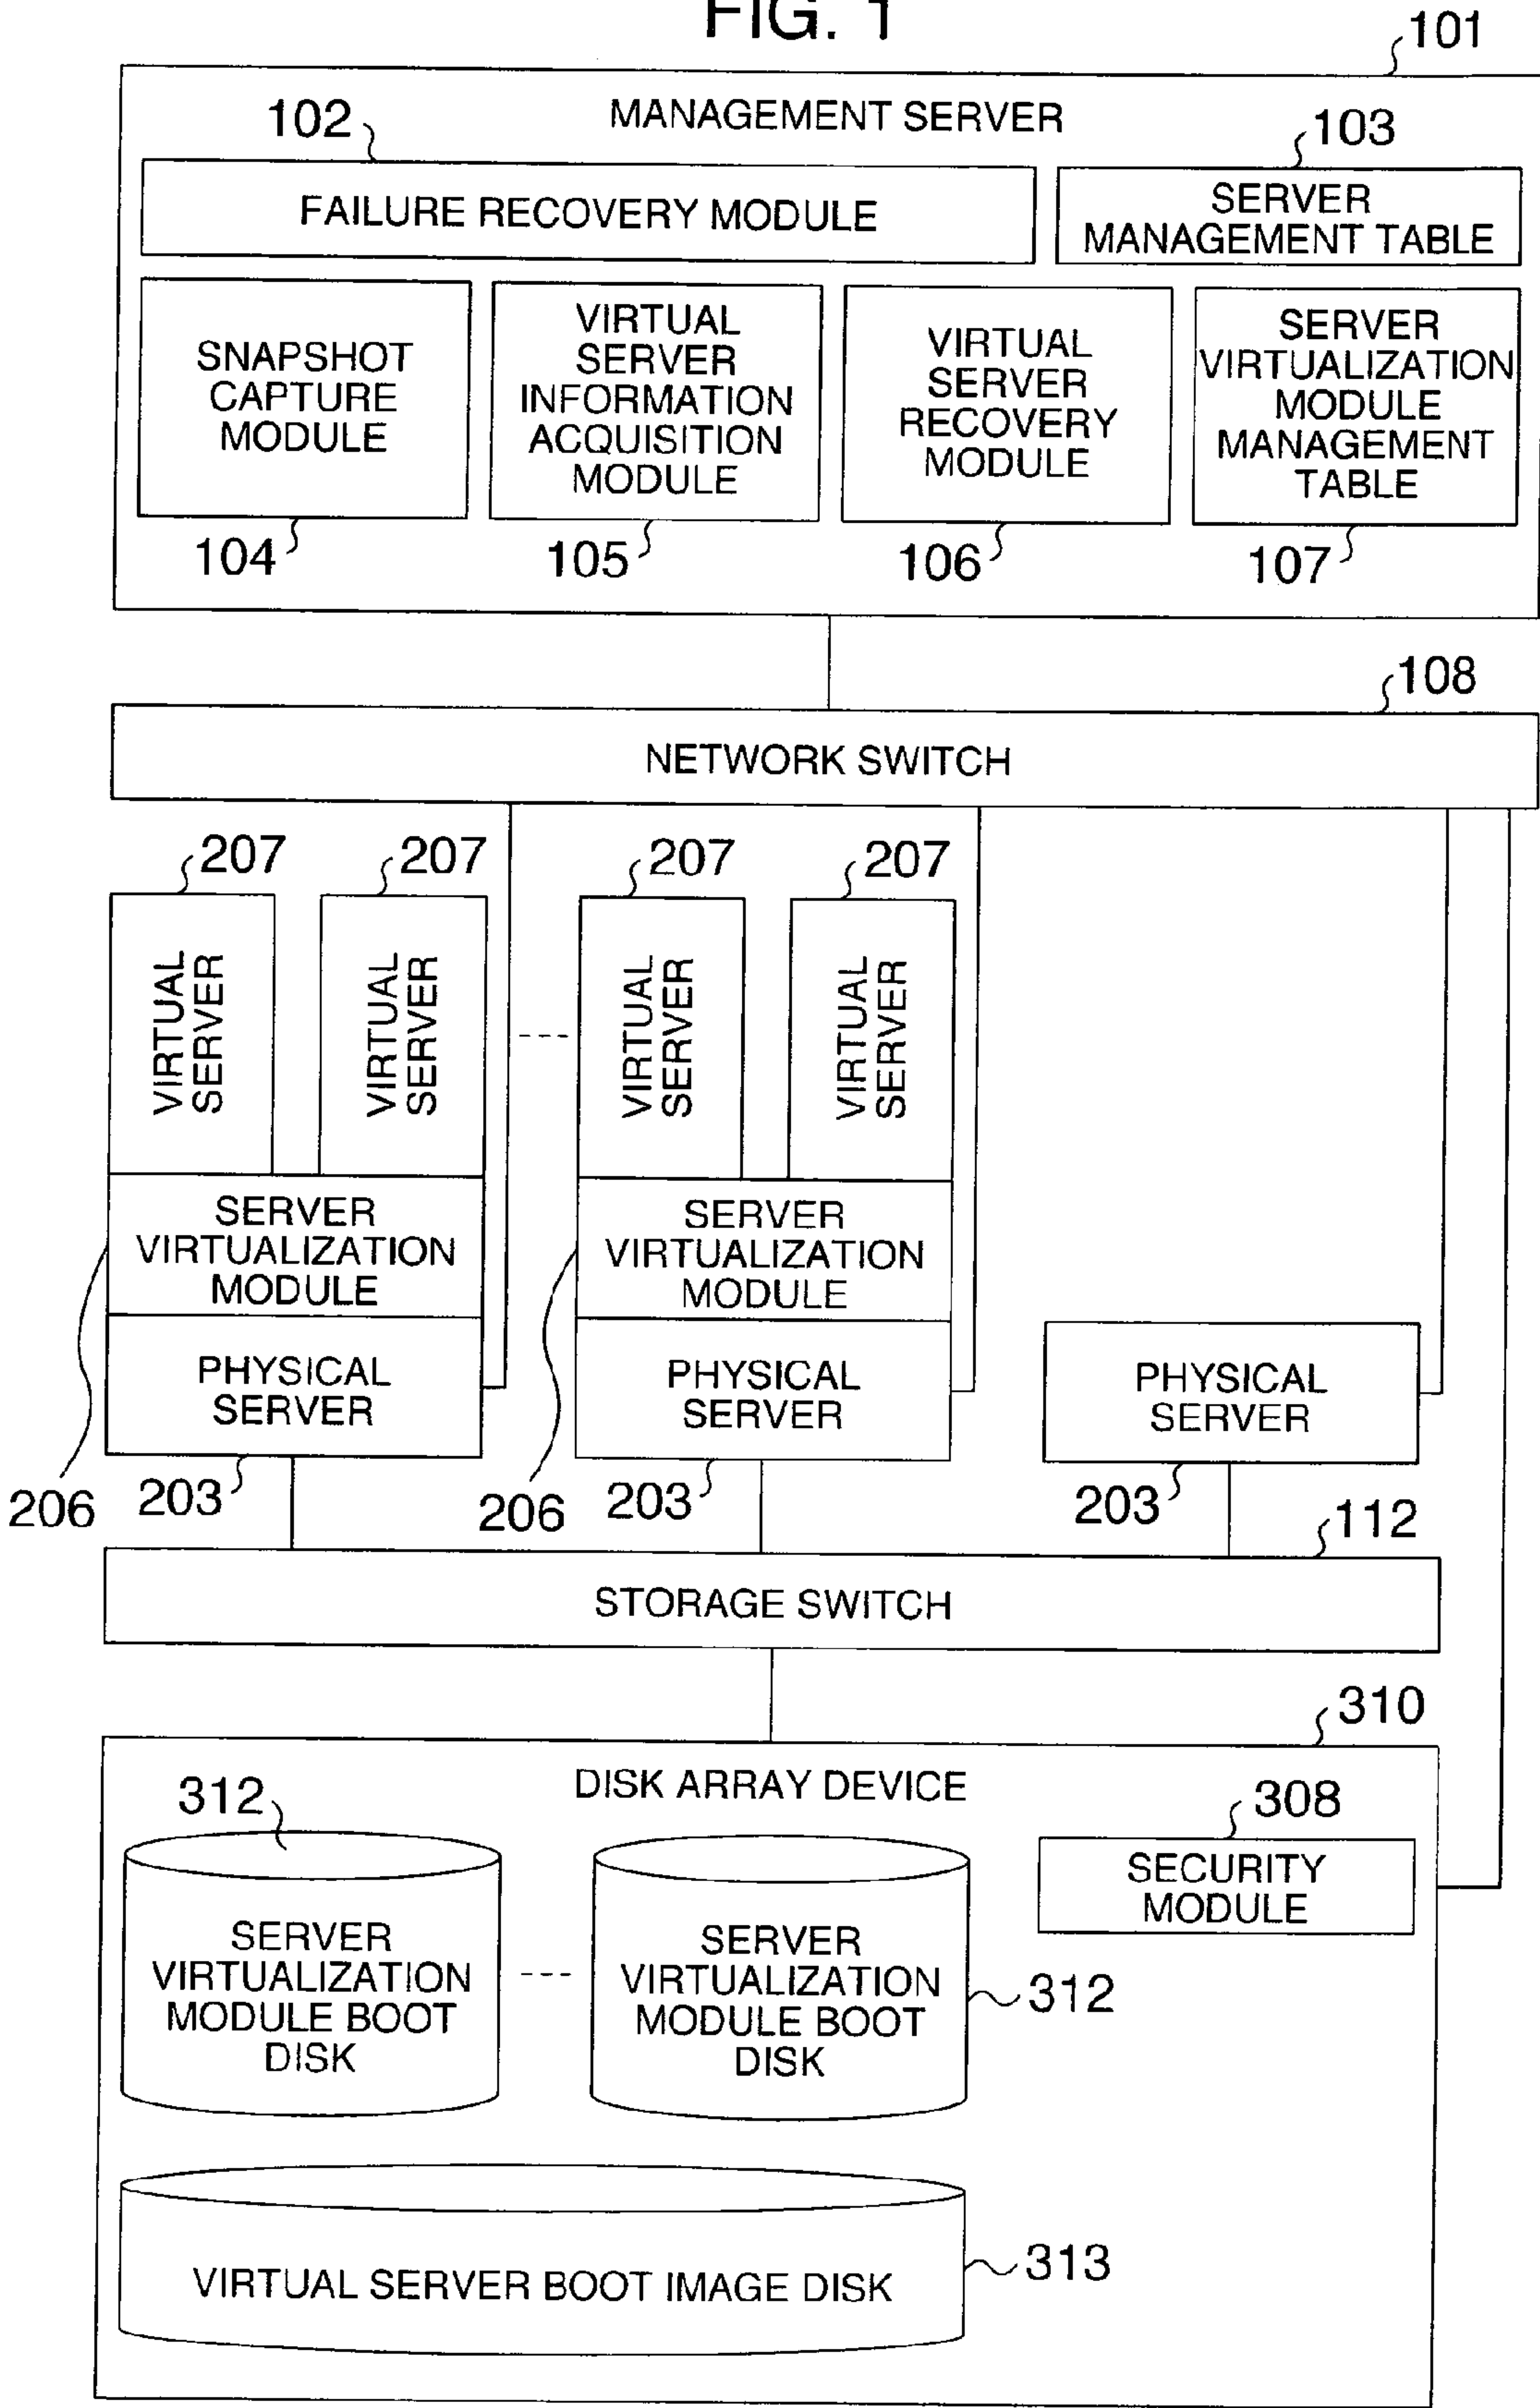 FIG. 1
101
MANAGEMENT SERVER
102
103
FAILURE RECOVERY MODULE
SERVER
MANAGEMENT TABLE
SNAPSHOT
CAPTURE
MODULE
VIRTUAL
SERVER
INFORMATION
ACQUISITION
MODULE
VIRTUAL
SERVER
RECOVERY
MODULE
SERVER
VIRTUALIZATION
MODULE
MANAGEMENT
TABLE
104
105
106
107
108
NETWORK SWITCH
207
207
207
207
VIRTUAL
SERVER
VIRTUAL
SERVER
VIRTUAL
SERVER
VIRTUAL
SERVER
SERVER
VIRTUALIZATION
MODULE
SERVER
VIRTUALIZATION
MODULE
PHYSICAL
SERVER
PHYSICAL
SERVER
PHYSICAL
SERVER
206
203
206
203
203
112
STORAGE SWITCH
310
DISK ARRAY DEVICE
312
308
SECURITY
MODULE
SERVER
VIRTUALIZATION
MODULE BOOT
DISK
SERVER
VIRTUALIZATION
MODULE BOOT
DISK
312
VIRTUAL SERVER BOOT IMAGE DISK
313